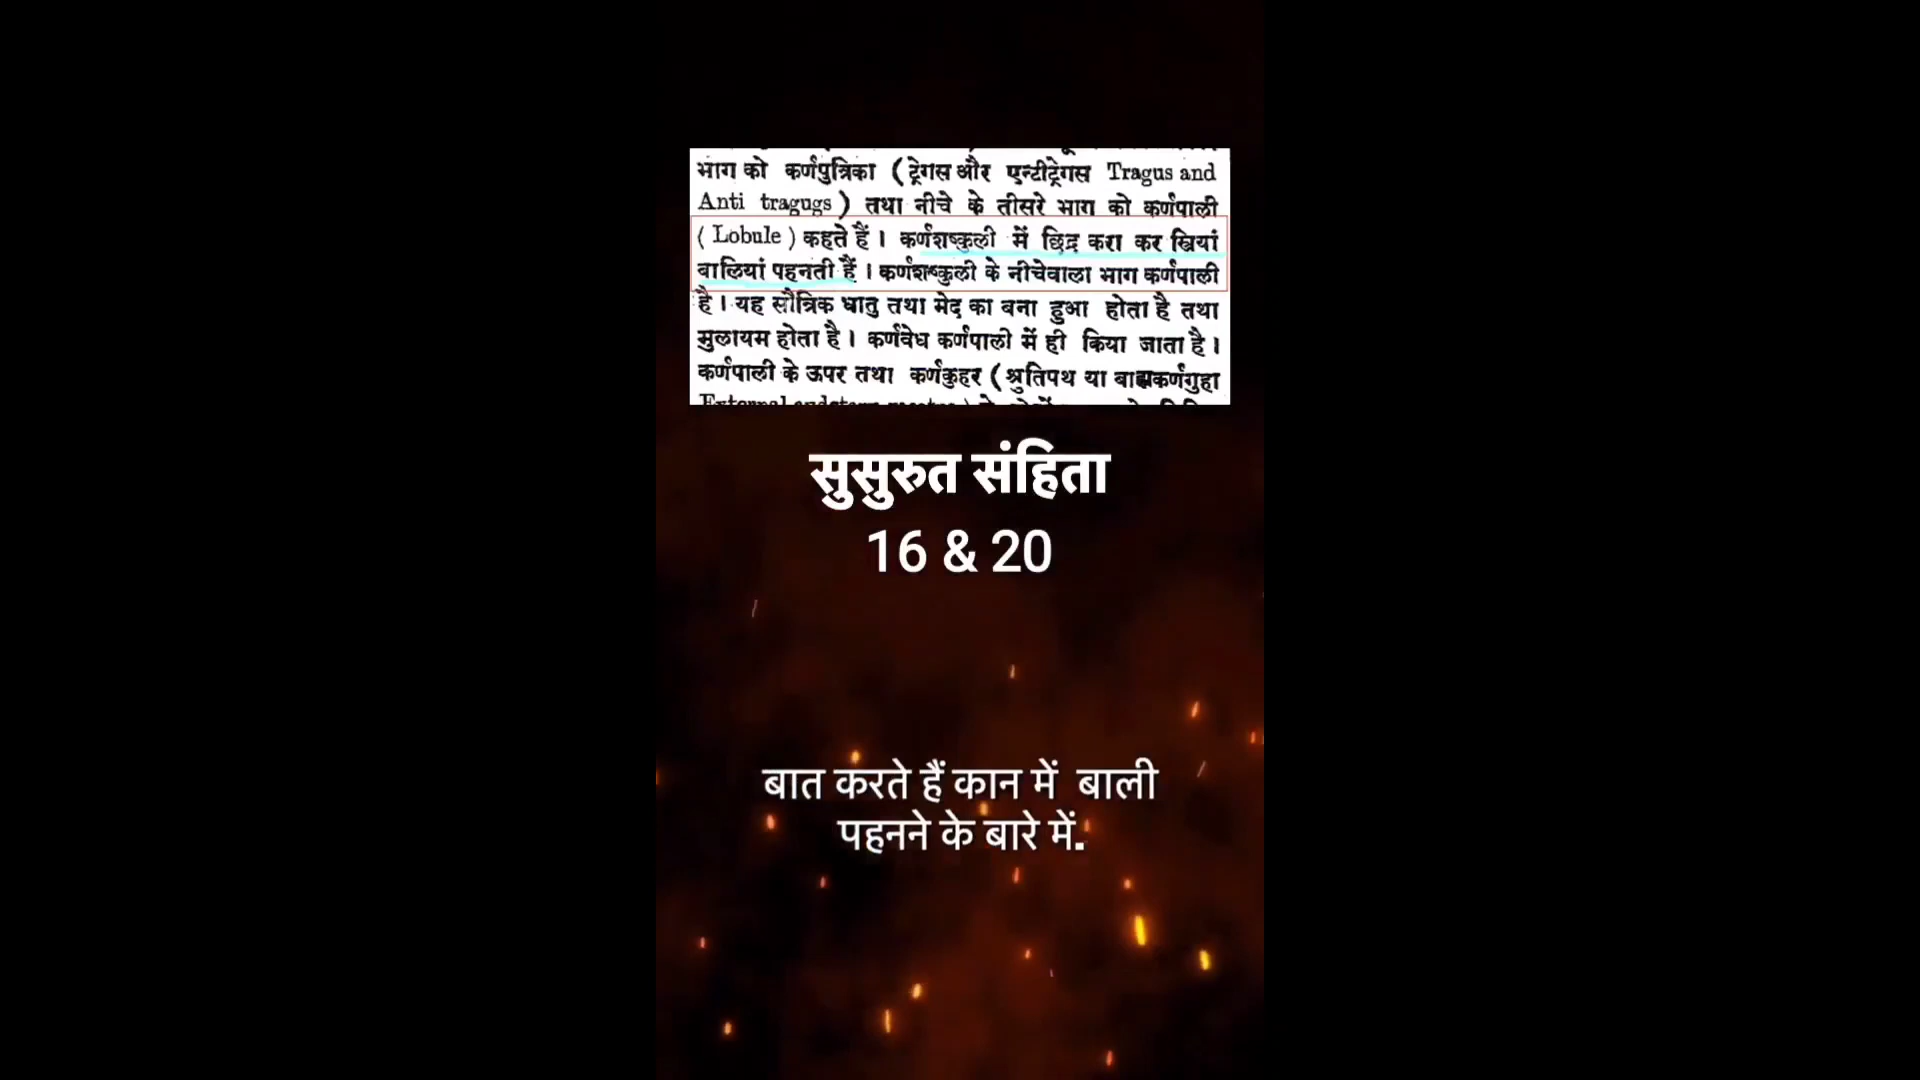 भाग को कर्णपुत्रिका ( ट्रेगस और एन्टीट्रेगस Tragus and
Anti tragugs ) तथा नीचे के तीसरे भाग को कर्णपाली
( Lobule ) कहते हैं । कर्णशष्कुली में छिद्र करा कर स्त्रियां
बालियां पहनती हैं । कर्णशष्कुली के नीचेवाला भाग कर्णपाली
है । यह सौत्रिक धातु तथा मेद का बना हुआ होता है तथा
मुलायम होता है । कर्णवेध कर्णपाली में ही किया जाता है ।
कर्णपाली के ऊपर तथा कर्णकुहर ( श्रुतिपथ या बाह्यकर्णगुहा
External
सुसुरुत संहिता
16 & 20
बात करते हैं कान में बाली
पहनने के बारे में.